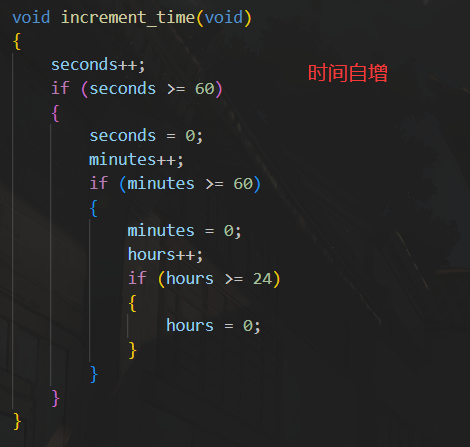 void increment_time(void)
{
    seconds++;
    时间自增
    if (seconds >= 60)
    {
        seconds = 0;
        minutes++;
        if (minutes >= 60)
        {
            minutes = 0;
            hours++;
            if (hours >= 24)
            {
                hours = 0;
            }
        }
    }
}